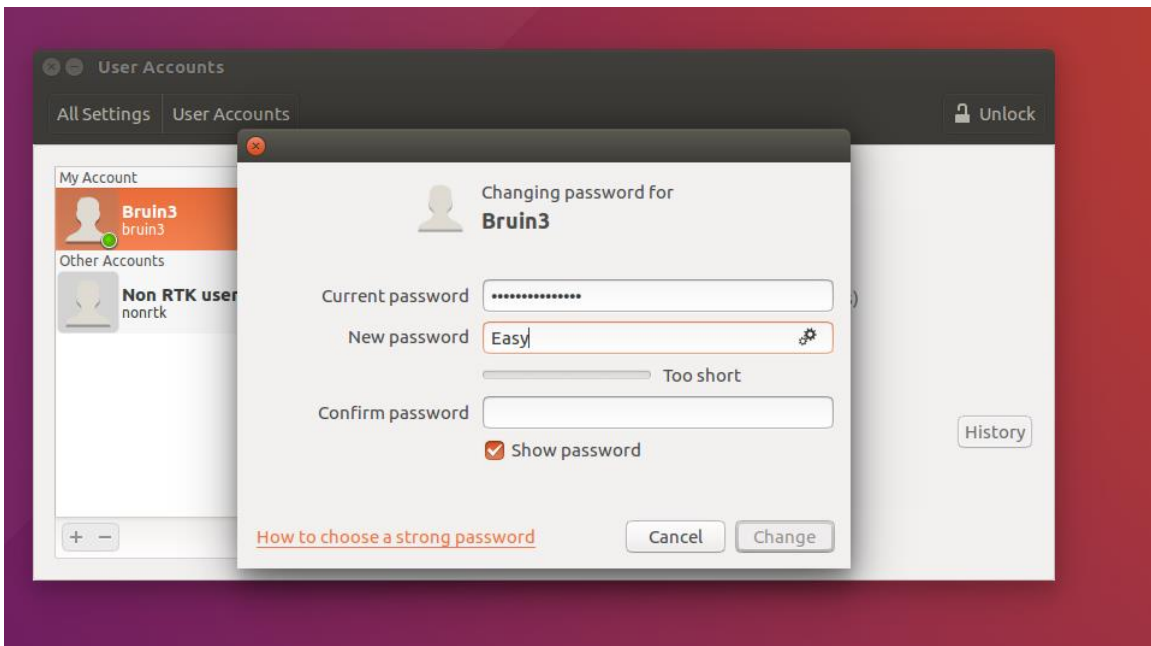 User Accounts
All Settings User Accounts Unlock
My Account
Bruin3
bruin3
Other Accounts
Non RTK user
nonrtk
Changing password for
Bruin3
Current password •••••••••••••••
New password Easy
Too short
Confirm password
Show password
)
History
How to choose a strong password Cancel Change